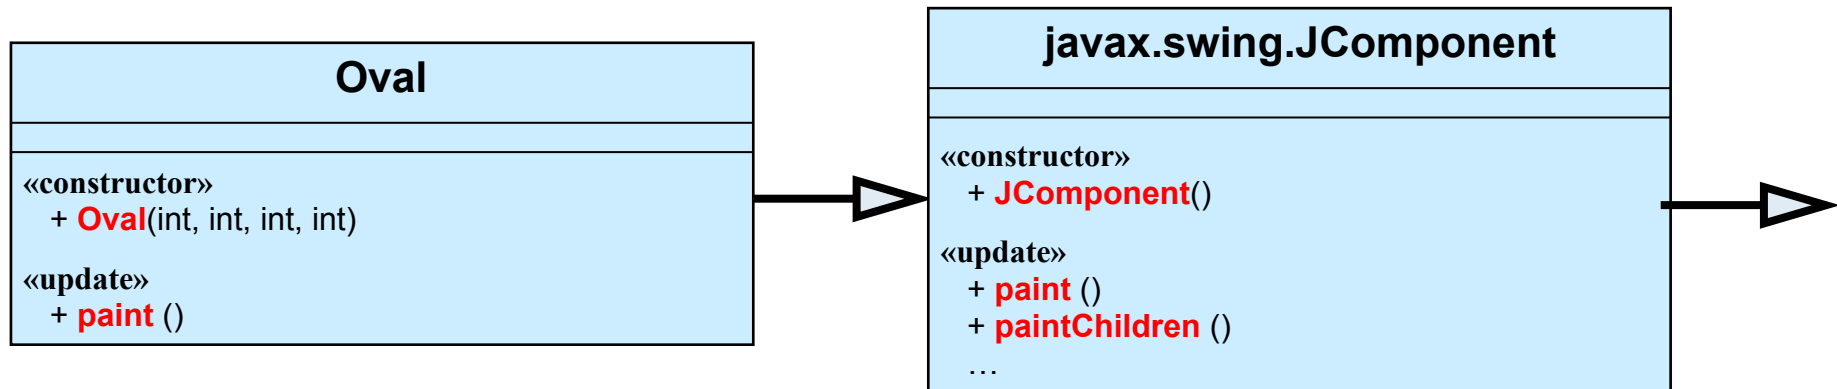 Oval
«constructor»
+ Oval(int, int, int, int)
«update»
+ paint ()
javax.swing.JComponent
«constructor»
+ JComponent()
«update»
+ paint ()
+ paintChildren ()
…